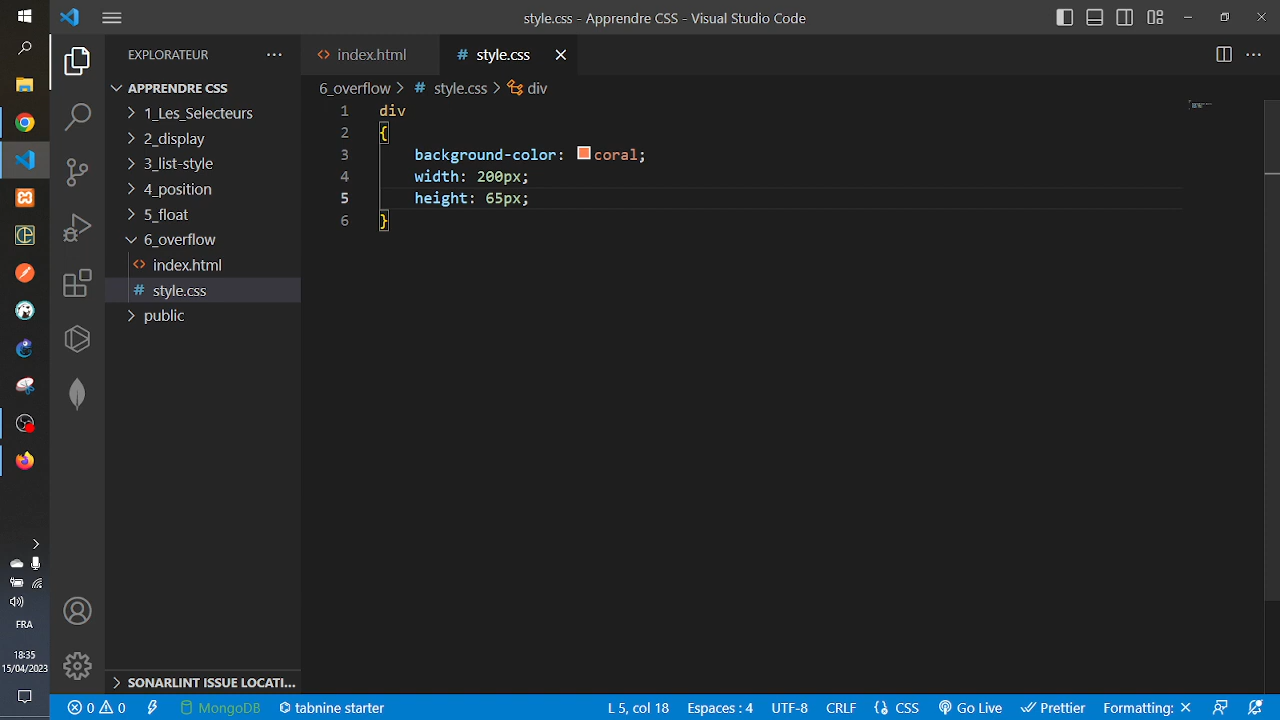 style.css - Apprendre CSS - Visual Studio Code
EXPLORATEUR
APPRENDRE CSS
1_Les_Selecteurs
2_display
3_list-style
4_position
5_float
6_overflow
index.html
style.css
public
SONARLINT ISSUE LOCATI...
index.html
# style.css
6_overflow > # style.css > div
1 div
2 {
3 background-color: coral;
4 width: 200px;
5 height: 65px;
6 }
FRA
18:35
15/04/2023
0 0
MongoDB
tabnine starter
L 5, col 18
Espaces : 4
UTF-8
CRLF
{} CSS
Go Live
Prettier
Formatting: ×